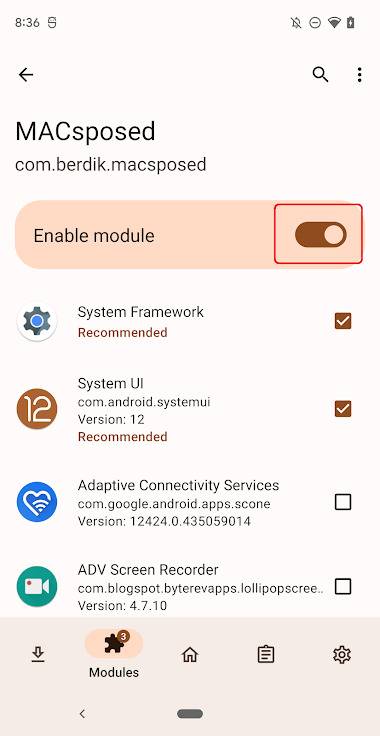 8:36
MACsposed
com.berdik.macsposed
Enable module
System Framework
Recommended
12
System UI
com.android.systemui
Version: 12
Recommended
Adaptive Connectivity Services
com.google.android.apps.scone
Version: 12424.0.435059014
ADV Screen Recorder
com.blogspot.byterevapps.lollipopscree..
Version: 4.7.10
3
Modules